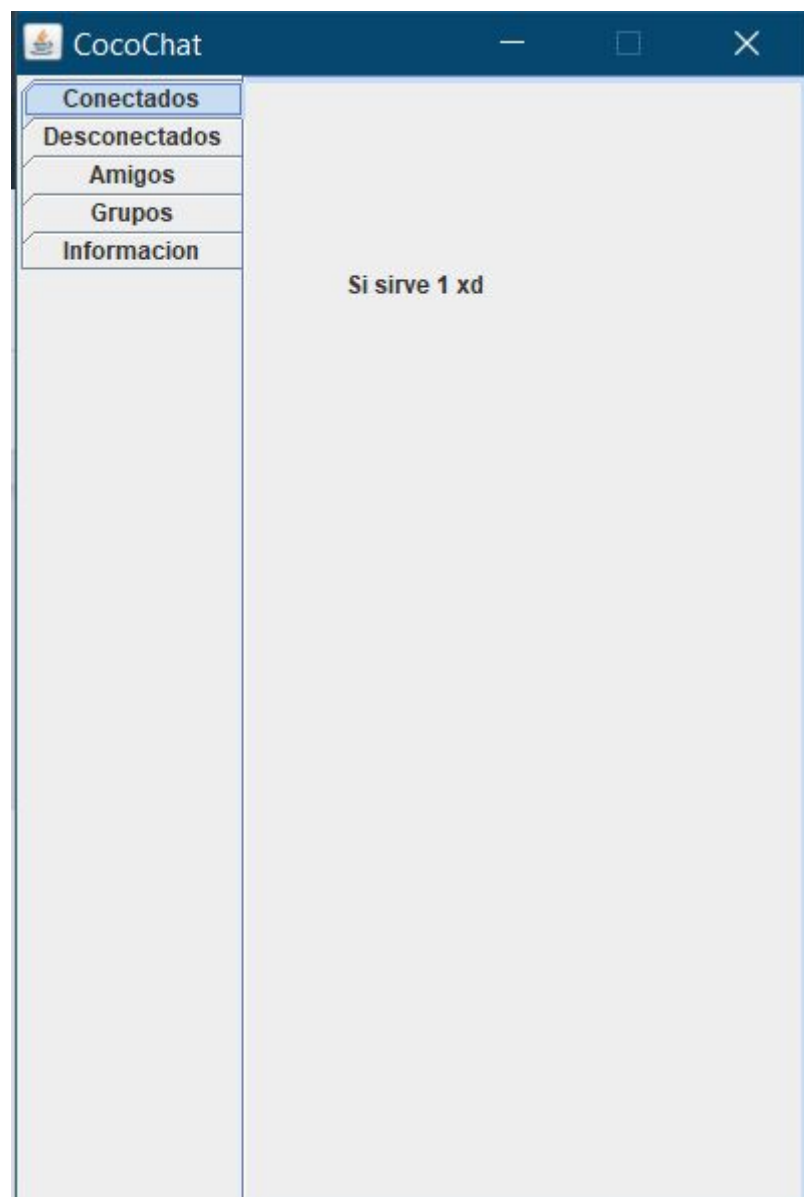 CocoChat
Conectados
Desconectados
Amigos
Grupos
Informacion
Si sirve 1 xd